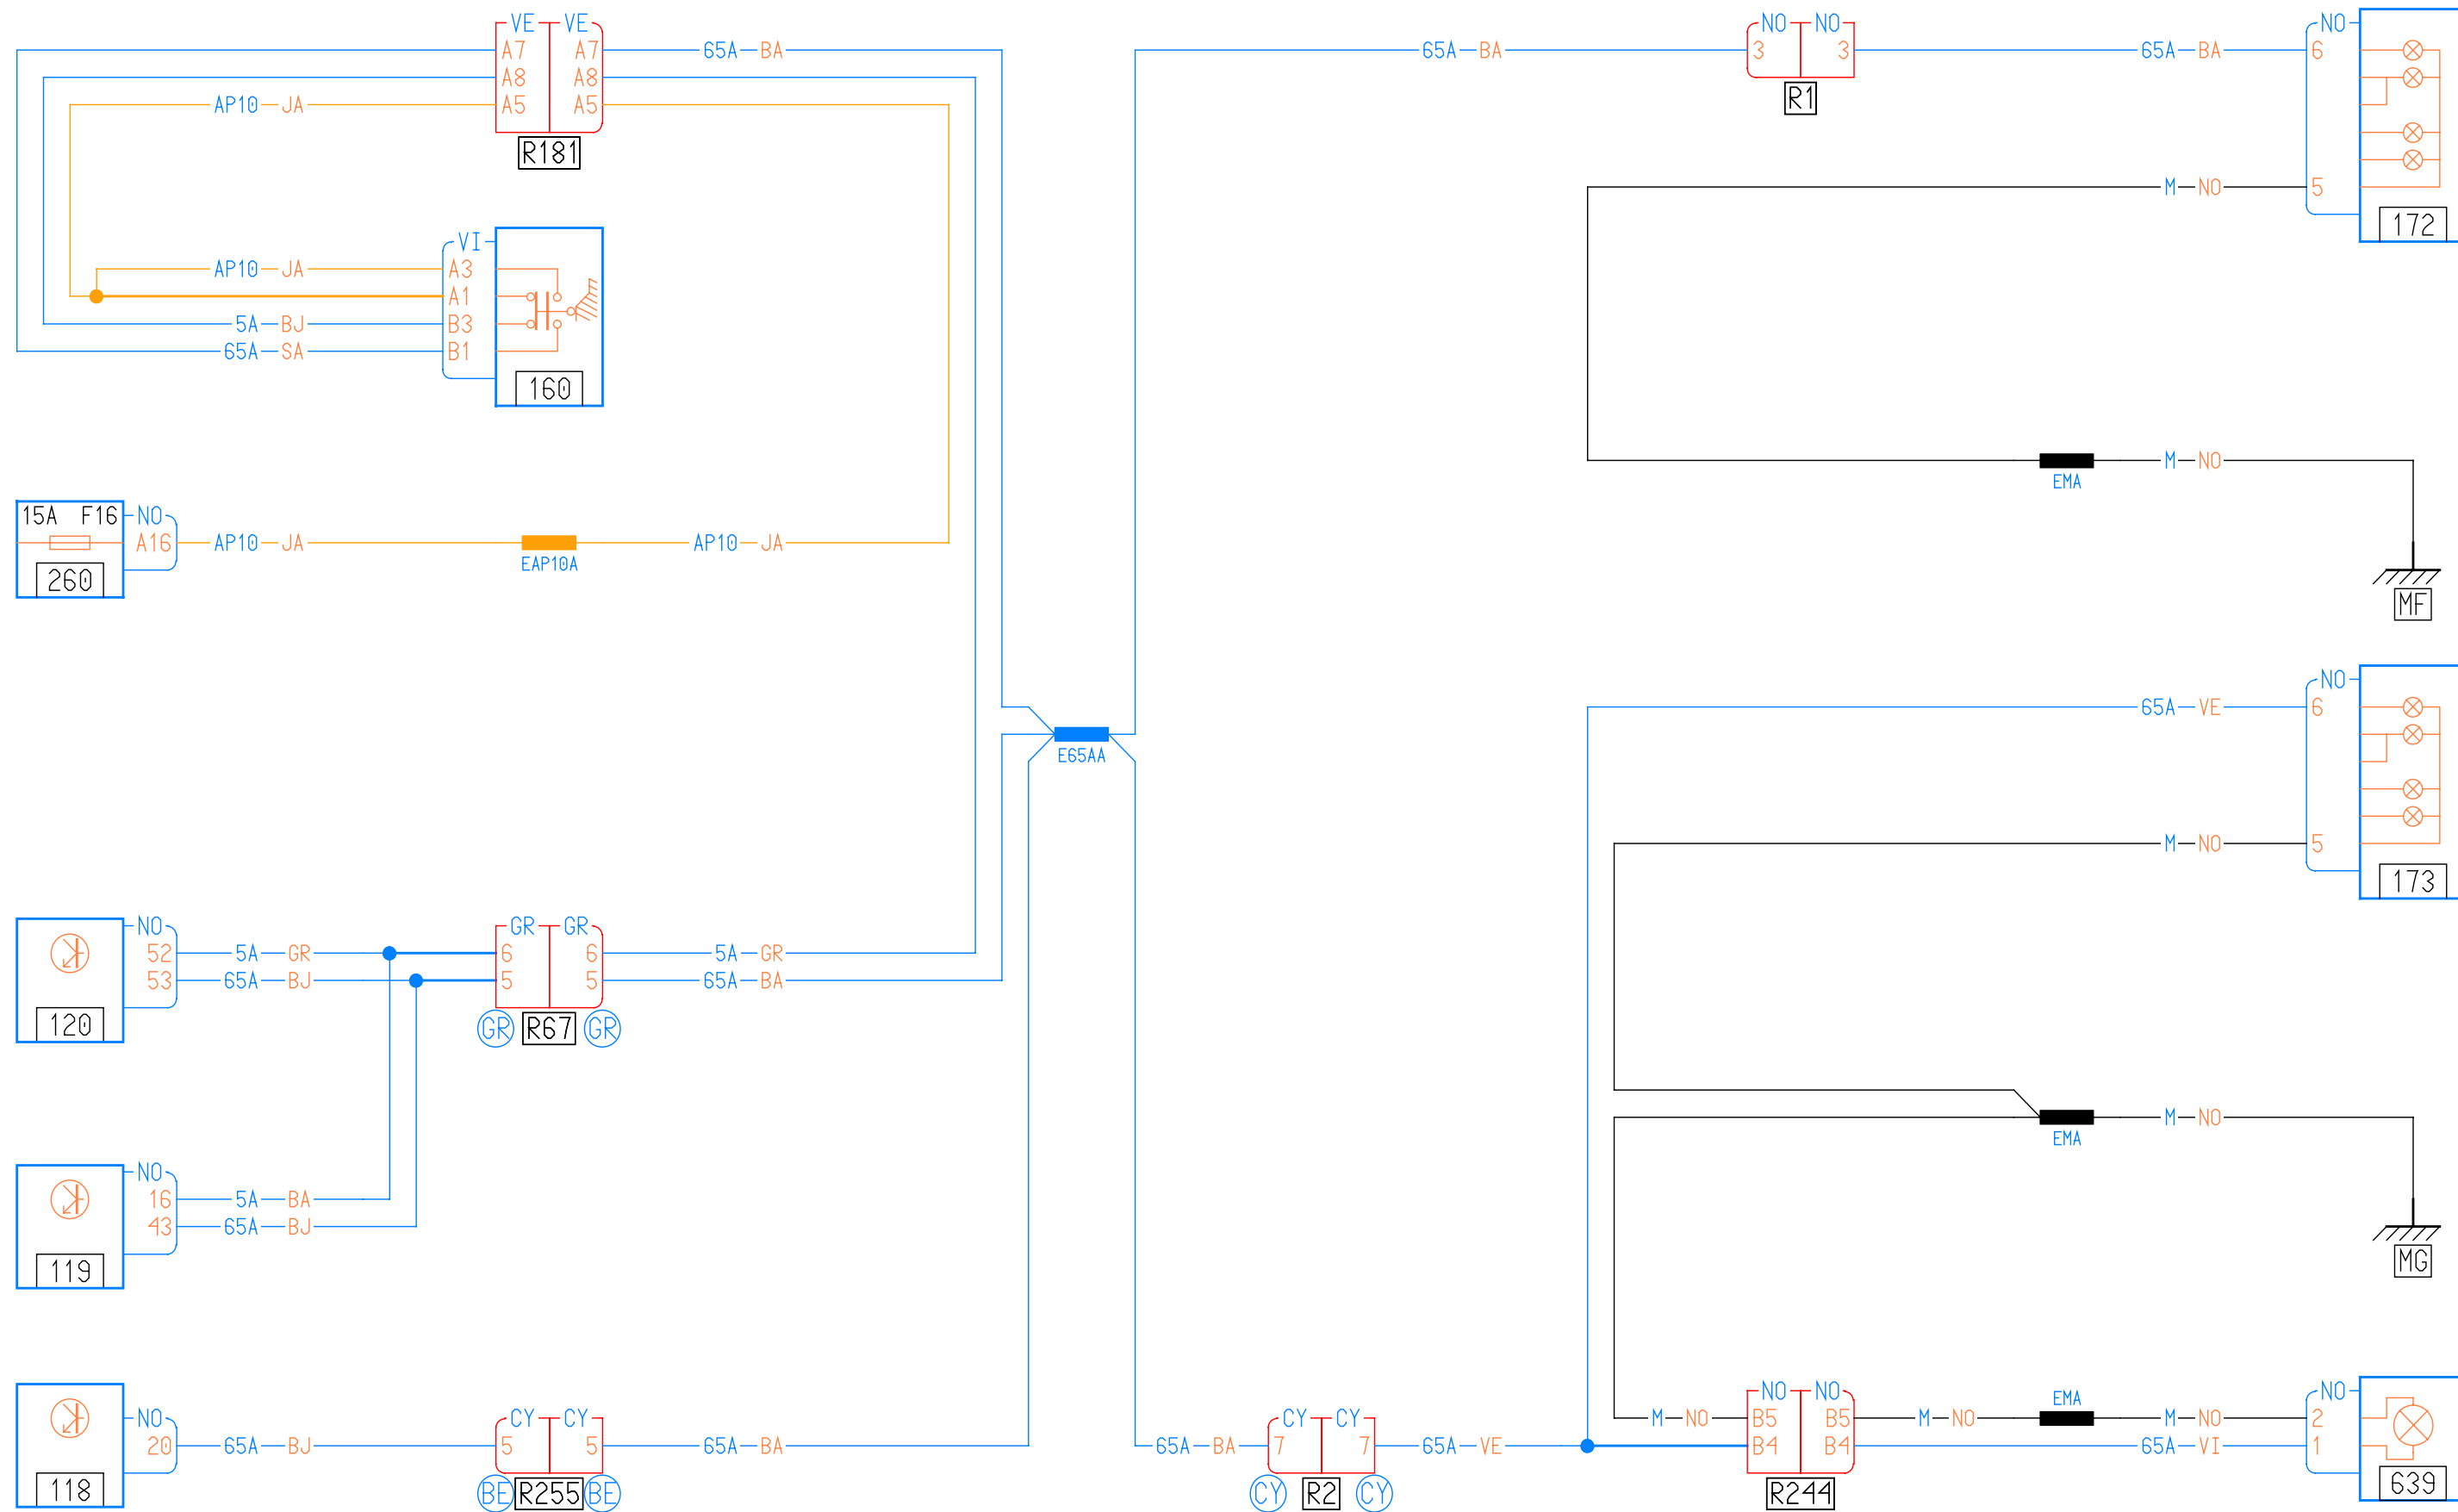 VE VE
A7 A7 65A BA
A8 A8
AP10 JA A5 A5
R181
65A BA
NO NO
3 3
R1
65A BA
NO
6
M NO 5
172
VI
AP10 JA A3
A1
5A BJ B3
65A SA B1
160
EMA
M NO
MF
15A F16 NO
A16 AP10 JA
260
EAP10A
AP10 JA
E65AA
NO
65A VE 6
M NO 5
173
NO
52 5A GR
53 65A BJ
120
GR GR
6 6 5A GR
5 5 65A BA
GR R67 GR
EMA
M NO
MG
NO
16 5A BA
43 65A BJ
119
NO
20 65A BJ
118
CY CY
5 5 65A BA
BE R255 BE
CY CY
65A BA 7 7 65A VE
CY R2 CY
NO NO
M NO B5 B5 M NO
B4 B4
R244
EMA
M NO
65A VI
NO
2
1
639